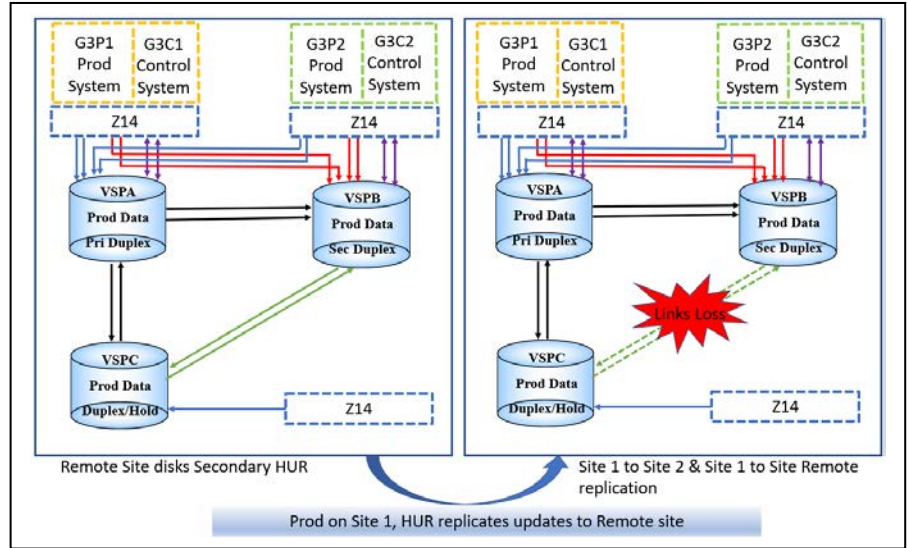 G3P1
Prod
System
G3C1
Control
System
G3P2
Prod
System
G3C2
Control
System
Z14
Z14
VSPA
Prod Data
Pri Duplex
VSPB
Prod Data
Sec Duplex
VSPC
Prod Data
Duplex/Hold
Z14
Remote Site disks Secondary HUR
G3P1
Prod
System
G3C1
Control
System
G3P2
Prod
System
G3C2
Control
System
Z14
Z14
VSPA
Prod Data
Pri Duplex
VSPB
Prod Data
Sec Duplex
Links Loss
VSPC
Prod Data
Duplex/Hold
Z14
Site 1 to Site 2 & Site 1 to Site Remote
replication
Prod on Site 1, HUR replicates updates to Remote site